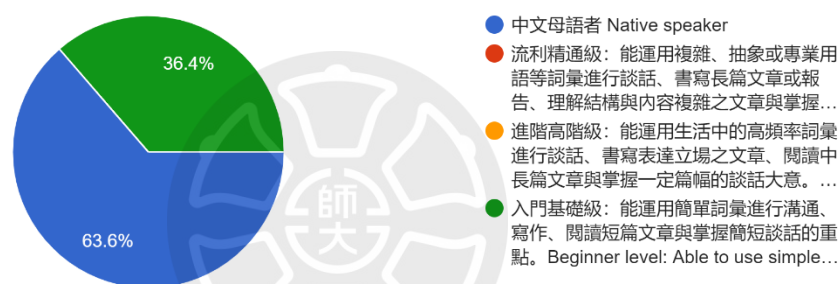 36.4%
63.6%
中文母語者 Native speaker
流利精通級：能運用複雜、抽象或專業用
語等詞彙進行談話、書寫長篇文章或報
告、理解結構與內容複雜之文章與掌握…
進階高階級：能運用生活中的高頻率詞彙
進行談話、書寫表達立場之文章、閱讀中
長篇文章與掌握一定篇幅的談話大意。…
入門基礎級：能運用簡單詞彙進行溝通、
寫作、閱讀短篇文章與掌握簡短談話的重
點。Beginner level: Able to use simple…
師大